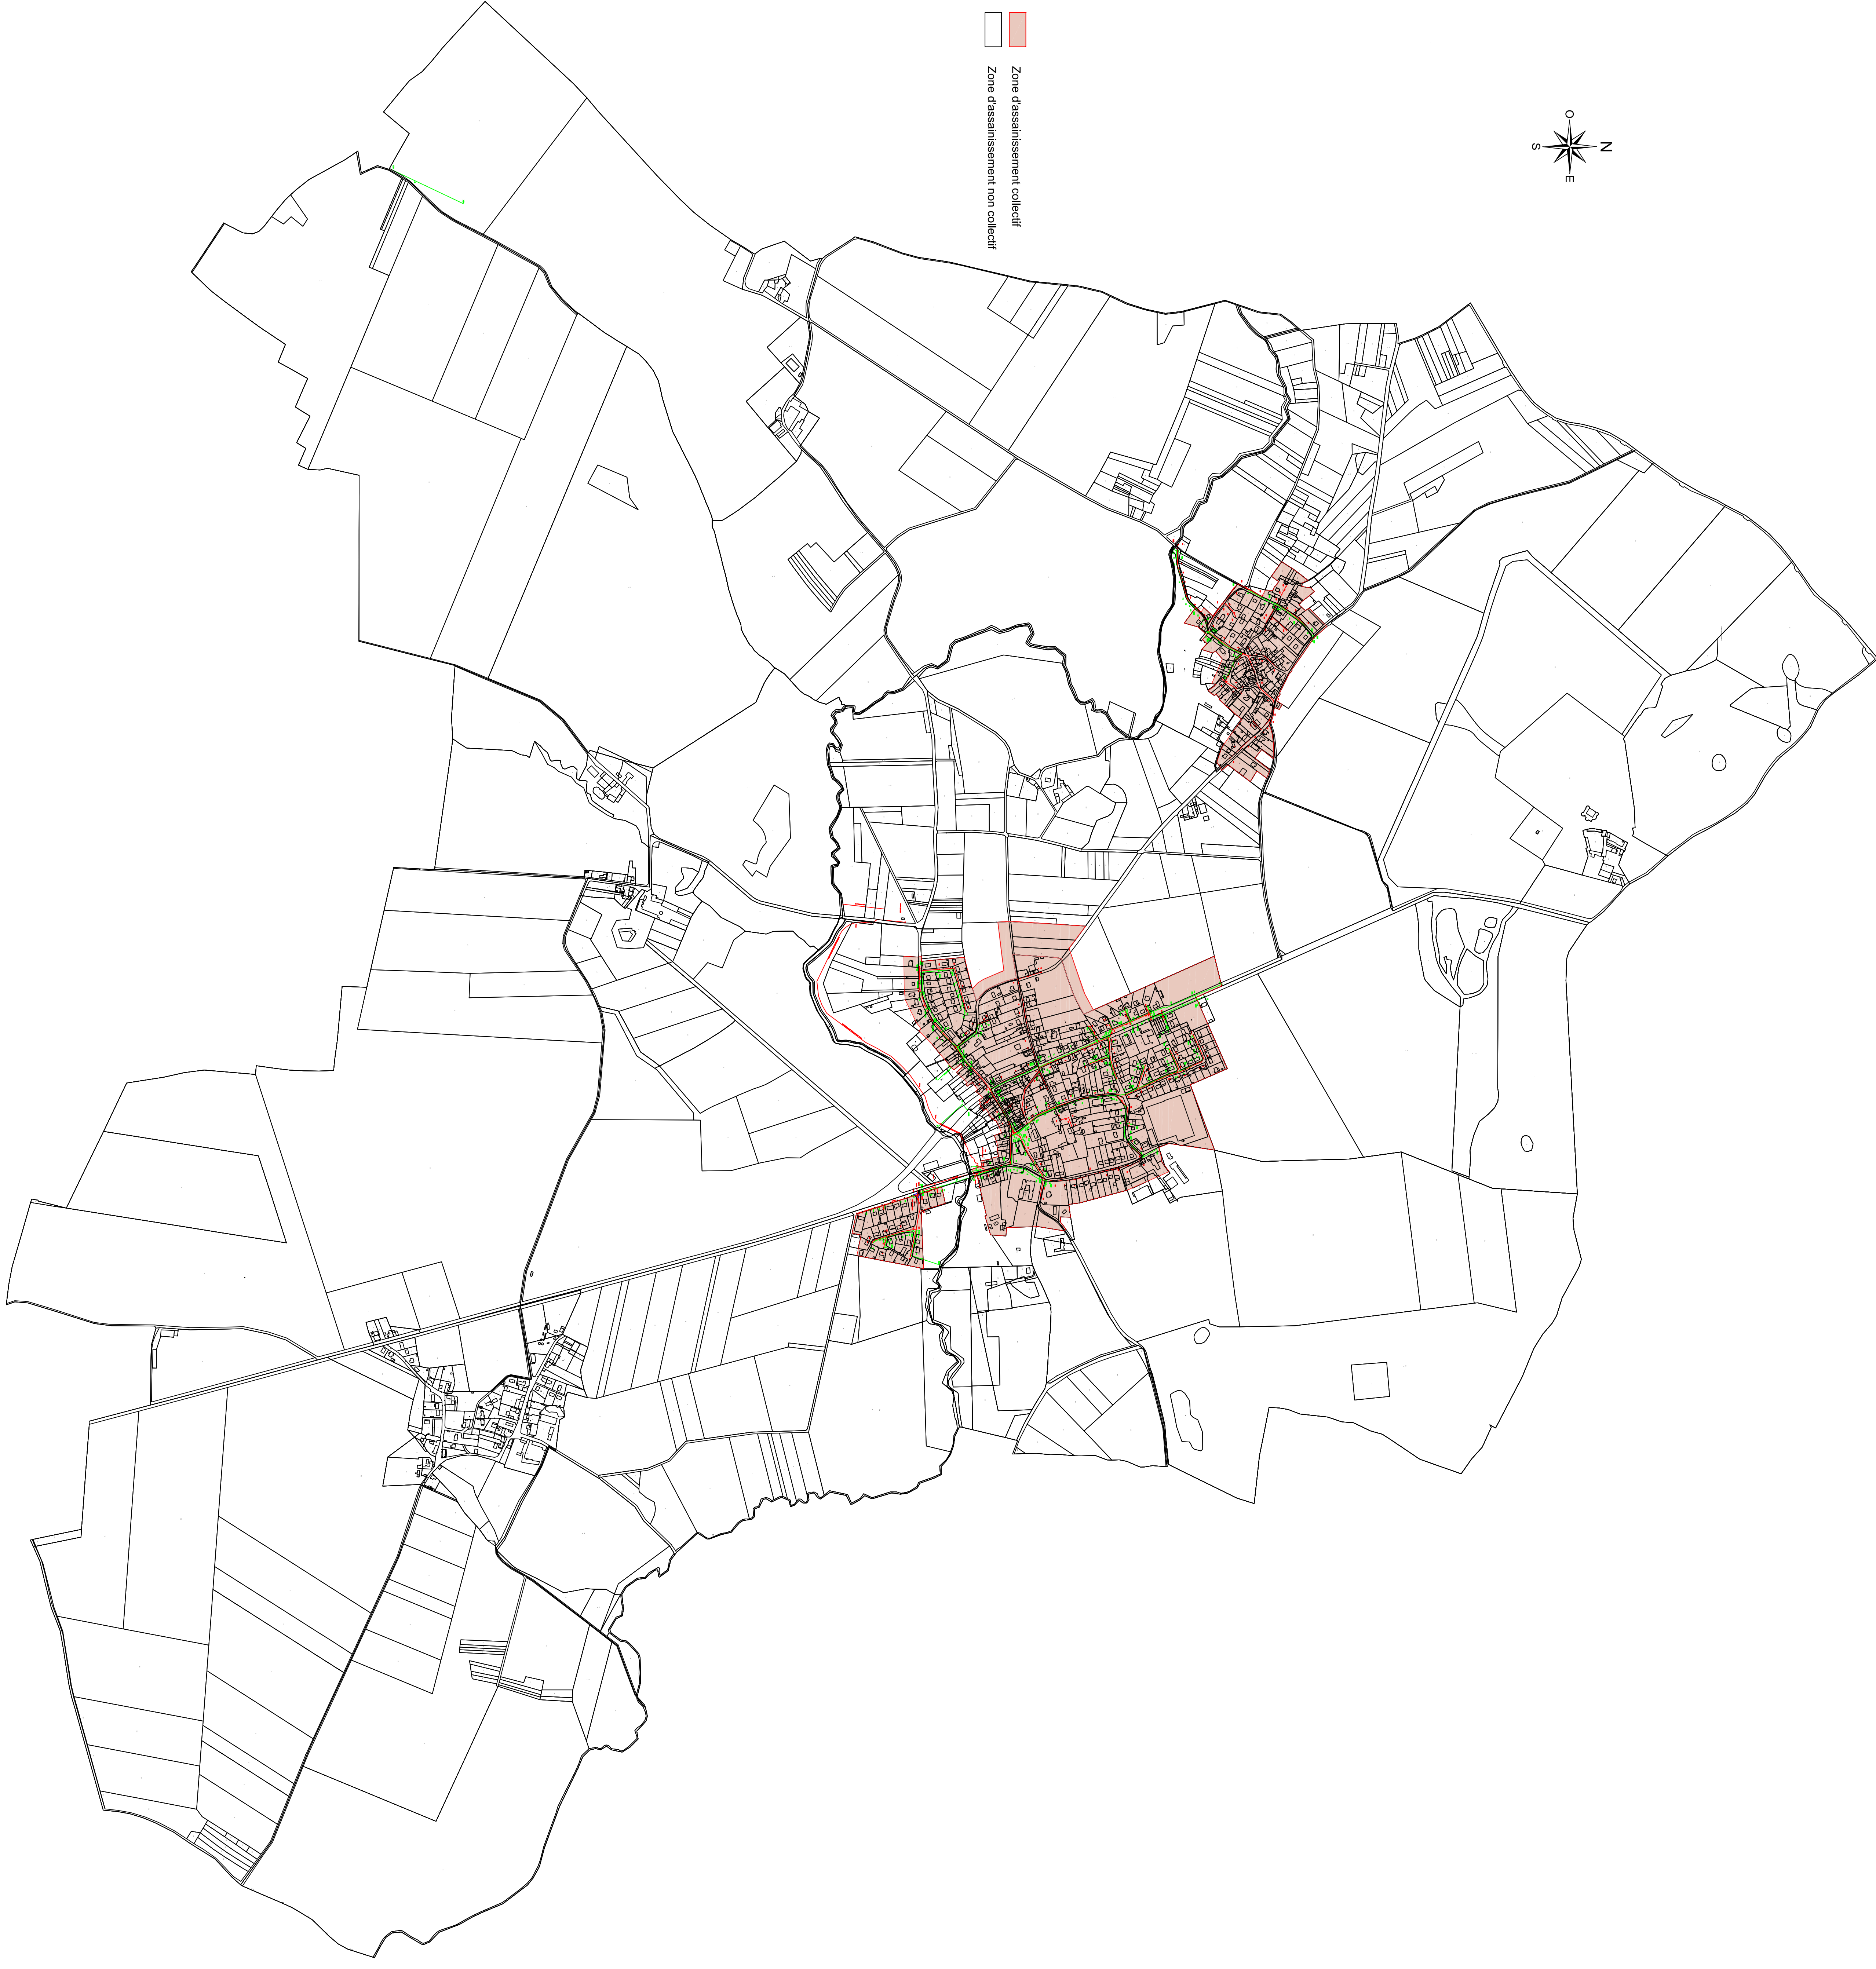 Zone d'assainissement collectif
Zone d'assainissement non collectif
N
O
E
S